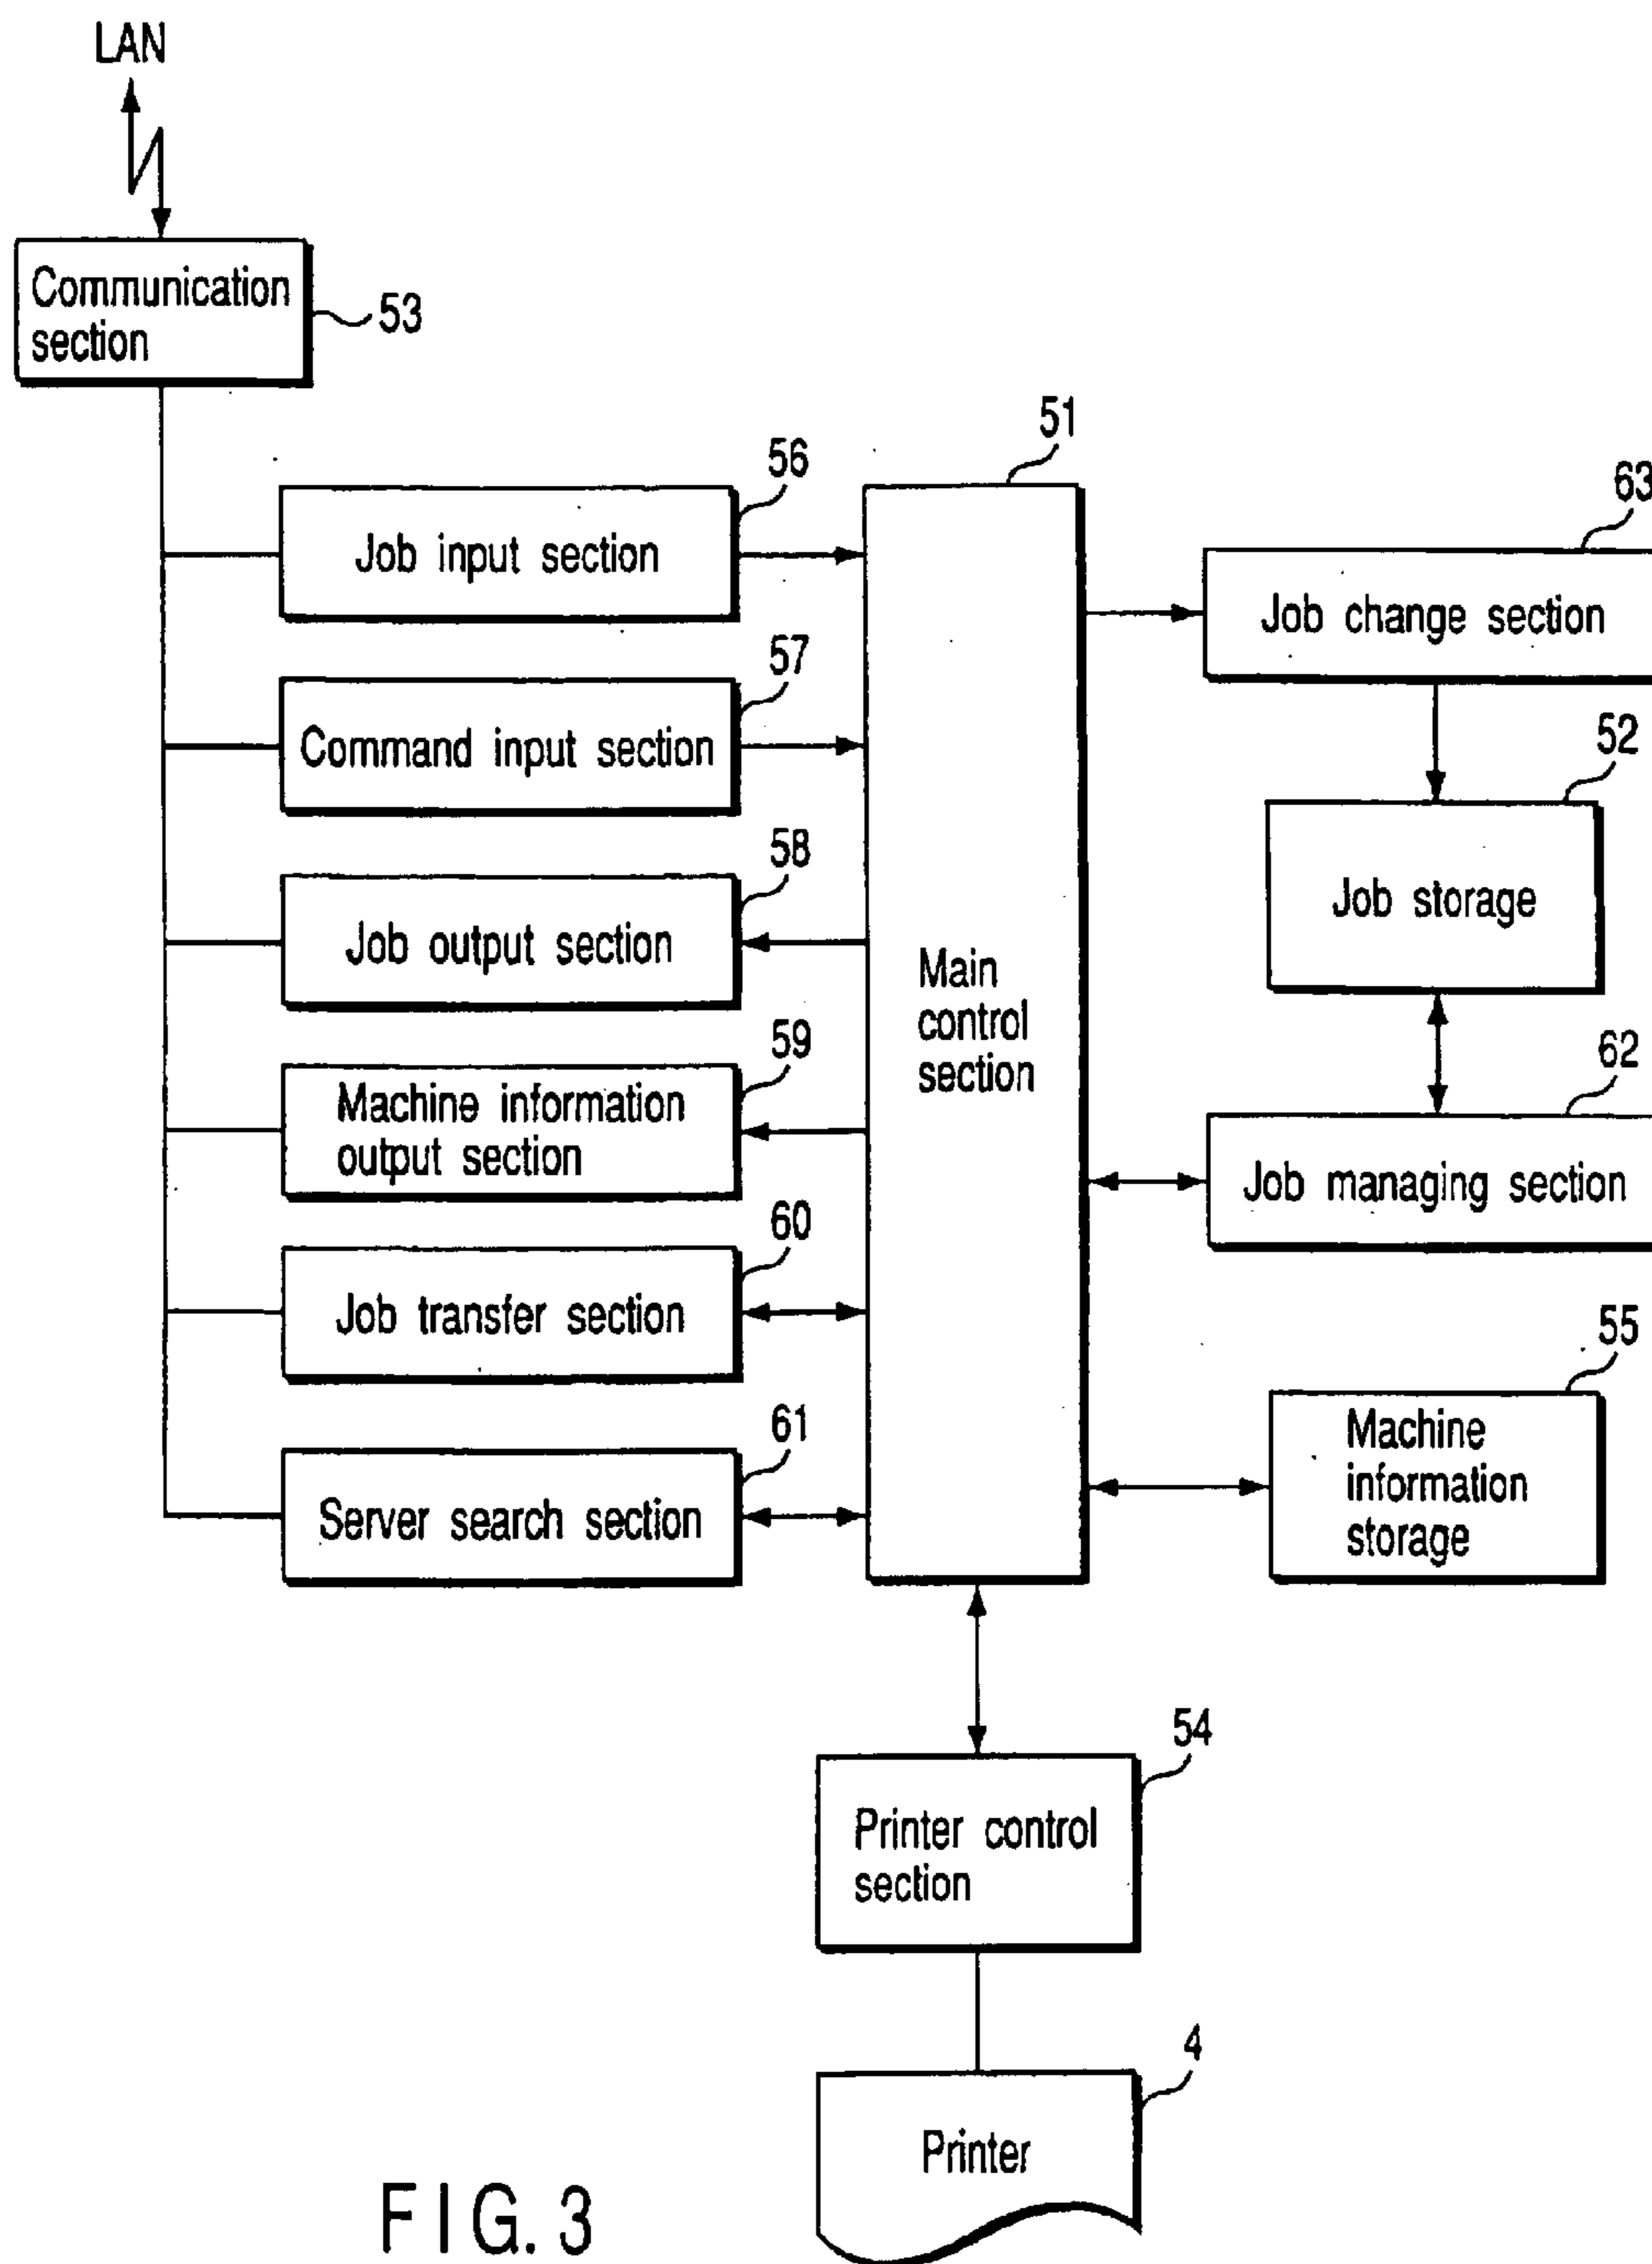 LAN
Communication
section
53
51
56
Job input section
63
Job change section
57
Command input section
52
Job storage
58
Job output section
Main
control
section
59
Machine information
output section
62
Job managing section
60
Job transfer section
55
Machine
information
storage
61
Server search section
54
Printer control
section
4
Printer
FIG. 3